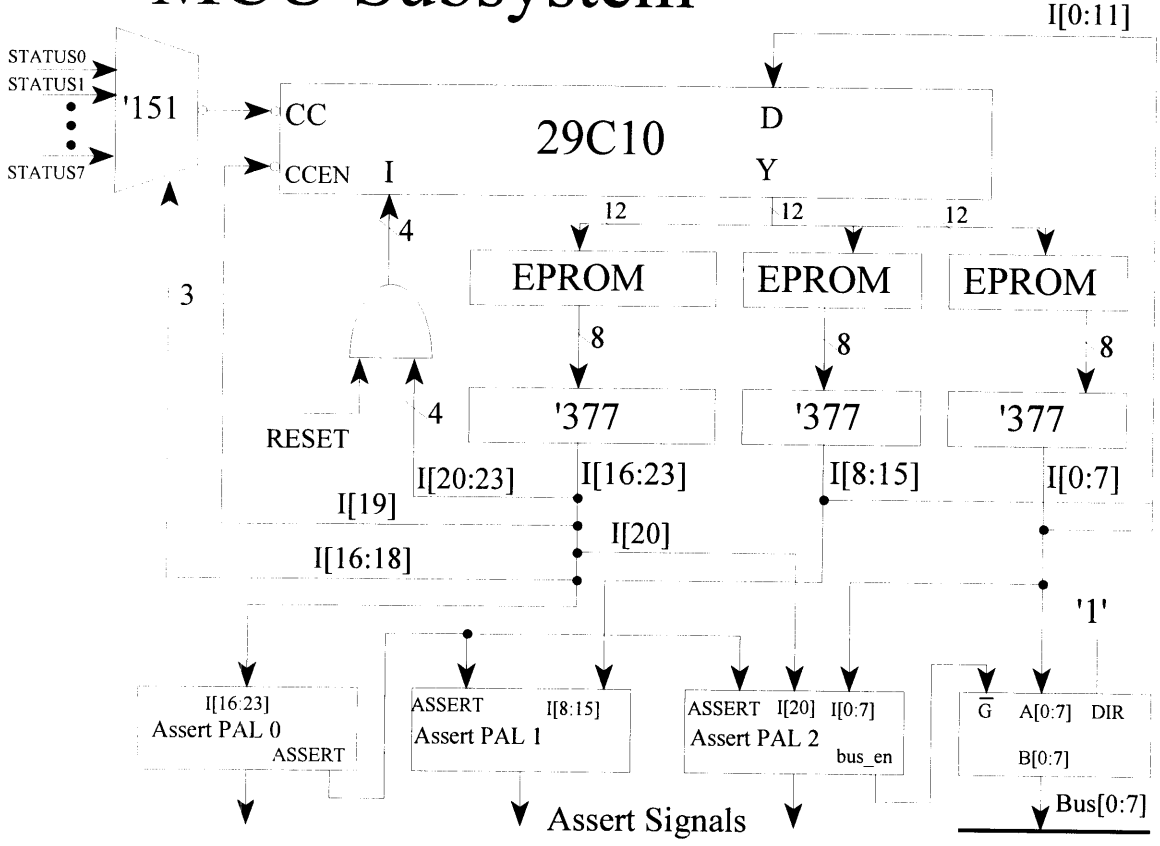 MCU Subsystem
I[0:11]
STATUS0
STATUS1
'151
STATUS7
CC
D
29C10
CCEN
I
Y
12
12
12
4
3
EPROM
EPROM
EPROM
8
8
8
4
'377
'377
'377
RESET
I[20:23]
I[16:23]
I[8:15]
I[0:7]
I[19]
I[20]
I[16:18]
'1'
I[16:23]
Assert PAL 0
ASSERT
ASSERT
I[8:15]
Assert PAL 1
ASSERT
I[20]
I[0:7]
Assert PAL 2
bus_en
G
A[0:7]
DIR
B[0:7]
Bus[0:7]
Assert Signals